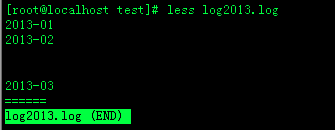 [root@localhost test]# less log2013.log
2013-01
2013-02
2013-03
======
log2013.log (END)